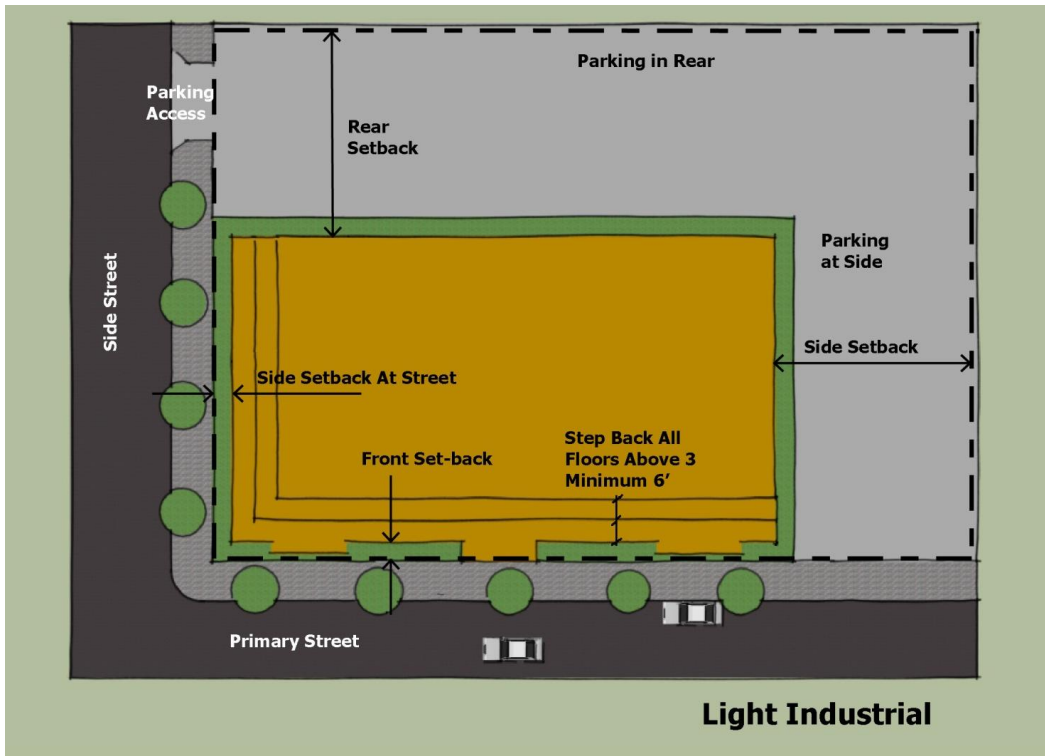 Parking in Rear
Parking
Access
Rear
Setback
Parking
at Side
Side Street
Side Setback
Side Setback At Street
Step Back All
Floors Above 3
Minimum 6’
Front Set-back
Primary Street
Light Industrial